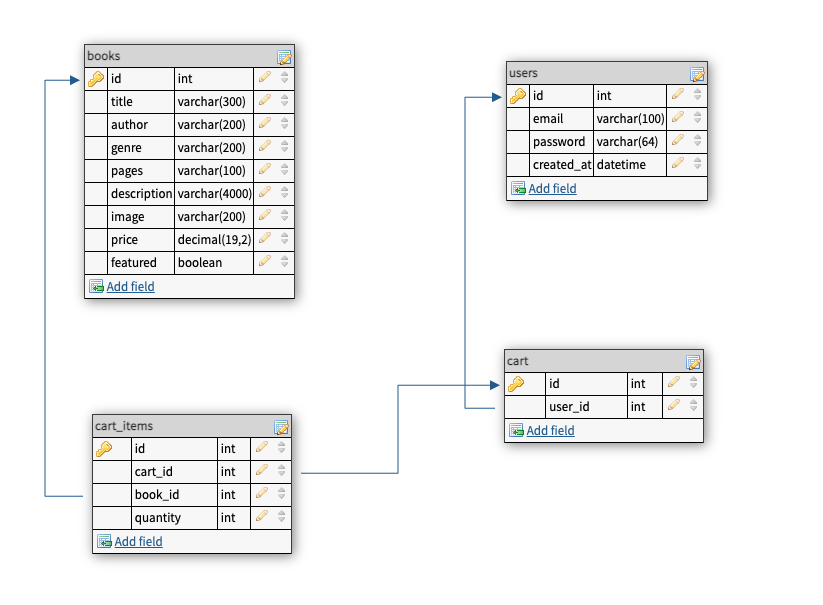 books
id int
title varchar(300)
author varchar(200)
genre varchar(200)
pages varchar(100)
description varchar(4000)
image varchar(200)
price decimal(19,2)
featured boolean
Add field
users
id int
email varchar(100)
password varchar(64)
created_at datetime
Add field
cart
id int
user_id int
Add field
cart_items
id int
cart_id int
book_id int
quantity int
Add field